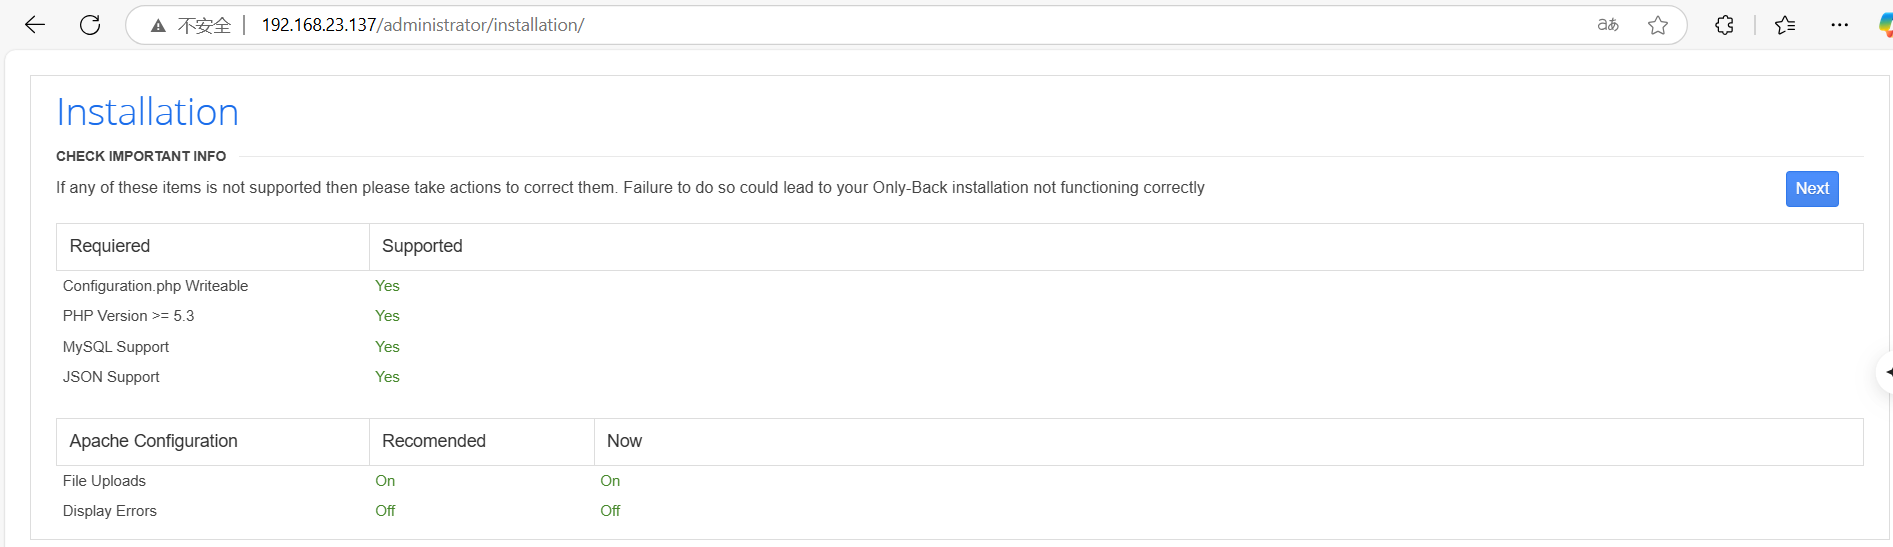 不安全 192.168.23.137/administrator/installation/ aあ
Installation
CHECK IMPORTANT INFO
If any of these items is not supported then please take actions to correct them. Failure to do so could lead to your Only-Back installation not functioning correctly
Next
Requiered Supported
Configuration.php Writeable Yes
PHP Version >= 5.3 Yes
MySQL Support Yes
JSON Support Yes
Apache Configuration Recomended Now
File Uploads On On
Display Errors Off Off